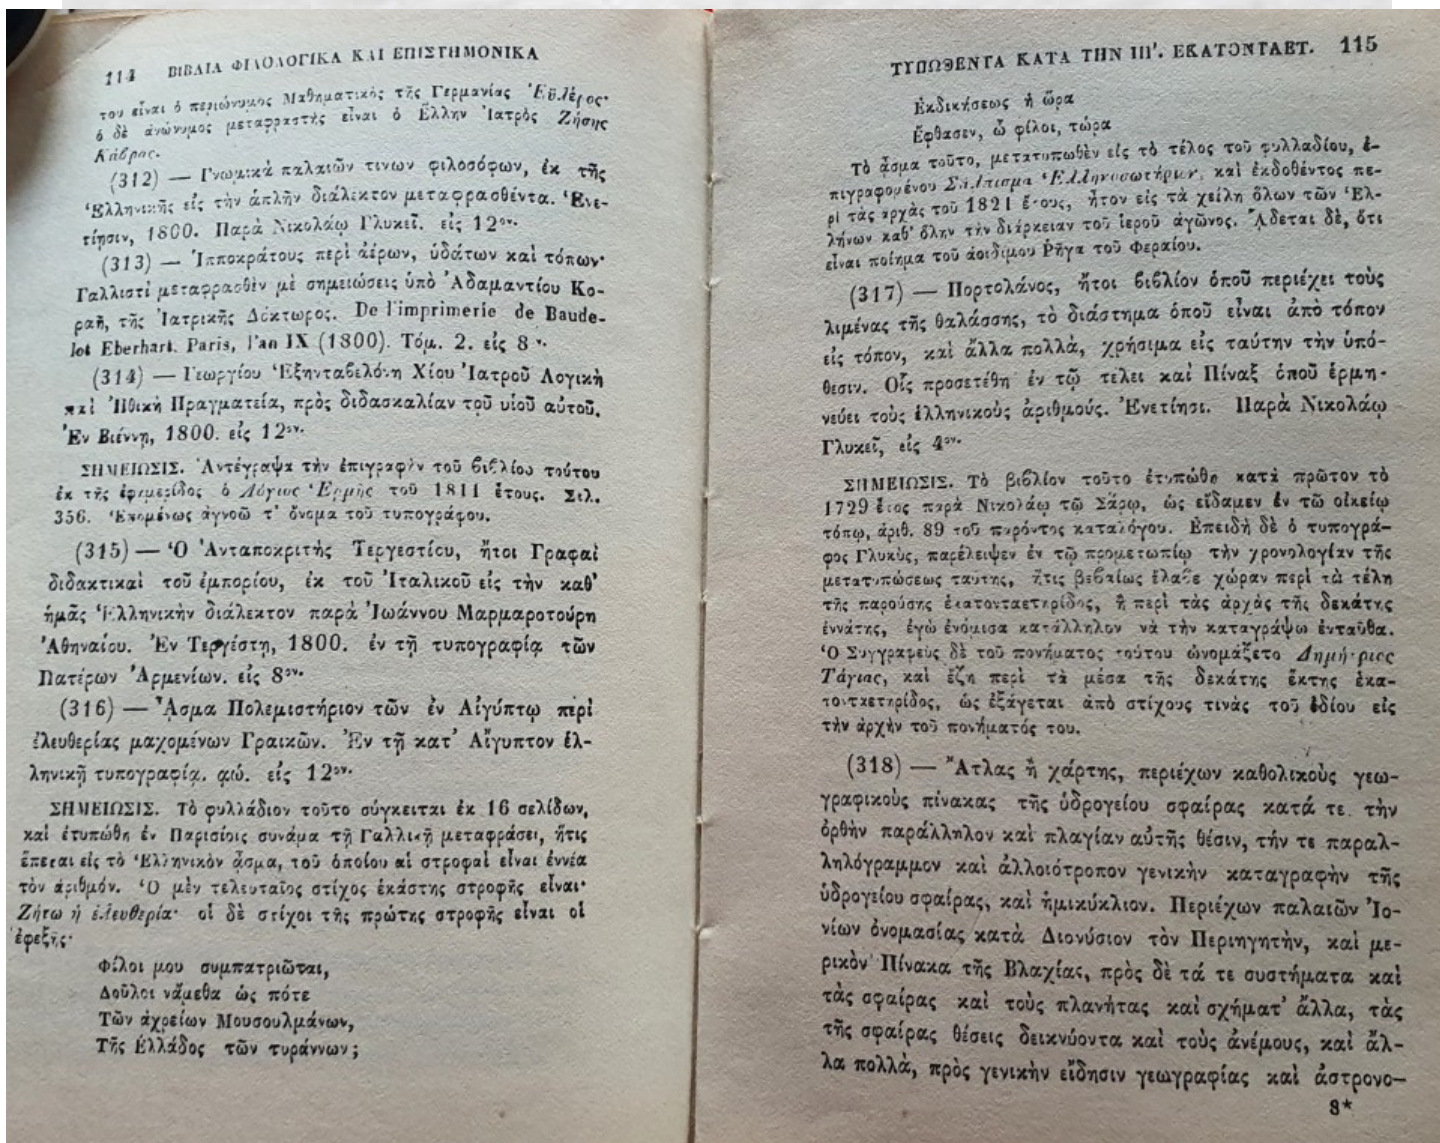 114 ΒΙΒΛΙΑ ΦΙΛΟΛΟΓΙΚΑ ΚΑΙ ΕΠΙΣΤΗΜΟΝΙΚΑ
του εἶναι ὁ περιώνυμος Μαθηματικὸς τῆς Γερμανίας Ἐϋλέρος·
ὁ δὲ ἀνώνυμος μεταφραστὴς εἶναι ὁ Ἕλλην Ἰατρὸς Ζήσης
Κάβρας.
(312) — Γνωμικὰ παλαιῶν τινων φιλοσόφων, ἐκ τῆς
Ἑλληνικῆς εἰς τὴν ἁπλῆν διάλεκτον μεταφρασθέντα. Ἐνε-
τίῃσιν, 1800. Παρὰ Νικολάῳ Γλυκεῖ. εἰς 12ον.
(313) — Ἱπποκράτους περὶ ἀέρων, ὑδάτων καὶ τόπων·
Γαλλιστὶ μεταφρασθὲν μὲ σημειώσεις ὑπὸ Ἀδαμαντίου Κο-
ραῆ, τῆς Ἰατρικῆς Δόκτωρος. De l'imprimerie de Baude-
lot Eberhart. Paris, l'an IX (1800). Τόμ. 2. εἰς 8ον.
(314) — Γεωργίου Ἑξηνταβελόνη Χίου Ἰατροῦ Λογικὴ
καὶ Ἠθικὴ Πραγματεία, πρὸς διδασκαλίαν τοῦ υἱοῦ αὐτοῦ.
Ἐν Βιέννῃ, 1800. εἰς 12ον.
ΣΗΜΕΙΩΣΙΣ. Ἀντέγραψα τὴν ἐπιγραφὴν τοῦ βιβλίου τούτου
ἐκ τῆς ἐφημερίδος ὁ Λόγιος Ἑρμῆς τοῦ 1811 ἔτους. Σελ.
356. Ἑπομένως ἀγνοῶ τ' ὄνομα τοῦ τυπογράφου.
(315) — Ὁ Ἀνταποκριτὴς Τεργεστίου, ἤτοι Γραφαὶ
διδακτικαὶ τοῦ ἐμπορίου, ἐκ τοῦ Ἰταλικοῦ εἰς τὴν καθ'
ἡμᾶς Ἑλληνικὴν διάλεκτον παρὰ Ἰωάννου Μαρμαροτούρη
Ἀθηναίου. Ἐν Τεργέστῃ, 1800. ἐν τῇ τυπογραφίᾳ τῶν
Πατέρων Ἀρμενίων. εἰς 8ον.
(316) — ᾎσμα Πολεμιστήριον τῶν ἐν Αἰγύπτῳ περὶ
ἐλευθερίας μαχομένων Γραικῶν. Ἐν τῇ κατ' Αἴγυπτον ἑλ-
ληνικῇ τυπογραφίᾳ. αώ. εἰς 12ον.
ΣΗΜΕΙΩΣΙΣ. Τὸ φυλλάδιον τοῦτο σύγκειται ἐκ 16 σελίδων,
καὶ ἐτυπώθη ἐν Παρισίοις συνάμα τῇ Γαλλικῇ μεταφράσει, ἥτις
ἕπεται εἰς τὸ Ἑλληνικὸν ᾆσμα, τοῦ ὁποίου αἱ στροφαὶ εἶναι ἐννέα
τὸν ἀριθμόν. Ὁ μὲν τελευταῖος στίχος ἑκάστης στροφῆς εἶναι·
Ζήτω ἡ ἐλευθερία· οἱ δὲ στίχοι τῆς πρώτης στροφῆς εἶναι οἱ
ἐφεξῆς·
Φίλοι μου συμπατριῶται,
Δοῦλοι νἄμεθα ὡς πότε
Τῶν ἀχρείων Μουσουλμάνων,
Τῆς Ἑλλάδος τῶν τυράννων;
ΤΥΠΩΘΕΝΤΑ ΚΑΤΑ ΤΗΝ ΙΗ'. ΕΚΑΤΟΝΤΑΕΤ. 115
Ἐκδικήσεως ἡ ὥρα
Ἔφθασεν, ὦ φίλοι, τώρα
Τὸ ᾆσμα τοῦτο, μετατυπωθὲν εἰς τὸ τέλος τοῦ φυλλαδίου, ἐ-
πιγραφομένου Σάλπισμα Ἑλληνοσωτήριον, καὶ ἐκδοθέντος πε-
ρὶ τὰς ἀρχὰς τοῦ 1821 ἔτους, ἦτον εἰς τὰ χείλη ὅλων τῶν Ἑλ-
λήνων καθ' ὅλην τὴν διάρκειαν τοῦ ἱεροῦ ἀγῶνος. ᾌδεται δὲ, ὅτι
εἶναι ποίημα τοῦ ἀοιδίμου Ῥήγα τοῦ Φεραίου.
(317) — Πορτολάνος, ἤτοι βιβλίον ὁποῦ περιέχει τοὺς
λιμένας τῆς θαλάσσης, τὸ διάστημα ὁποῦ εἶναι ἀπὸ τόπον
εἰς τόπον, καὶ ἄλλα πολλὰ, χρήσιμα εἰς ταύτην τὴν ὑπό-
θεσιν. Οἷς προσετέθη ἐν τῷ τέλει καὶ Πίναξ ὁποῦ ἑρμη-
νεύει τοὺς ἑλληνικοὺς ἀριθμούς. Ἐνετίησι. Παρὰ Νικολάῳ
Γλυκεῖ, εἰς 4ον.
ΣΗΜΕΙΩΣΙΣ. Τὸ βιβλίον τοῦτο ἐτυπώθη κατὰ πρῶτον τὸ
1729 ἔτος παρὰ Νικολάῳ τῷ Σάρῳ, ὡς εἴδαμεν ἐν τῷ οἰκείῳ
τόπῳ, ἀριθ. 89 τοῦ παρόντος καταλόγου. Ἐπειδὴ δὲ ὁ τυπογρά-
φος Γλυκὺς, παρέλειψεν ἐν τῷ προμετωπίῳ τὴν χρονολογίαν τῆς
μετατυπώσεως ταύτης, ἥτις βεβαίως ἔλαβε χώραν περὶ τὰ τέλη
τῆς παρούσης ἑκατονταετηρίδος, ἢ περὶ τὰς ἀρχὰς τῆς δεκάτης
ἐννάτης, ἐγὼ ἐνόμισα κατάλληλον νὰ τὴν καταγράψω ἐνταῦθα.
Ὁ Συγγραφεὺς δὲ τοῦ πονήματος τούτου ὠνομάζετο Δημήτριος
Τάγιας, καὶ ἔζη περὶ τὰ μέσα τῆς δεκάτης ἕκτης ἑκα-
τονταετηρίδος, ὡς ἐξάγεται ἀπὸ στίχους τινὰς τοῦ ἰδίου εἰς
τὴν ἀρχὴν τοῦ πονήματός του.
(318) — Ἄτλας ἢ χάρτης, περιέχων καθολικοὺς γεω-
γραφικοὺς πίνακας τῆς ὑδρογείου σφαίρας κατά τε τὴν
ὀρθὴν παράλληλον καὶ πλαγίαν αὐτῆς θέσιν, τήν τε παραλ-
ληλόγραμμον καὶ ἀλλοιότροπον γενικὴν καταγραφὴν τῆς
ὑδρογείου σφαίρας, καὶ ἡμικύκλιον. Περιέχων παλαιῶν Ἰο-
νίων ὀνομασίας κατὰ Διονύσιον τὸν Περιηγητὴν, καὶ με-
ρικὸν Πίνακα τῆς Βλαχίας, πρὸς δὲ τά τε συστήματα καὶ
τὰς σφαίρας καὶ τοὺς πλανήτας καὶ σχήματ' ἄλλα, τὰς
τῆς σφαίρας θέσεις δεικνύοντα καὶ τοὺς ἀνέμους, καὶ ἄλ-
λα πολλὰ, πρὸς γενικὴν εἴδησιν γεωγραφίας καὶ ἀστρονο-
8*